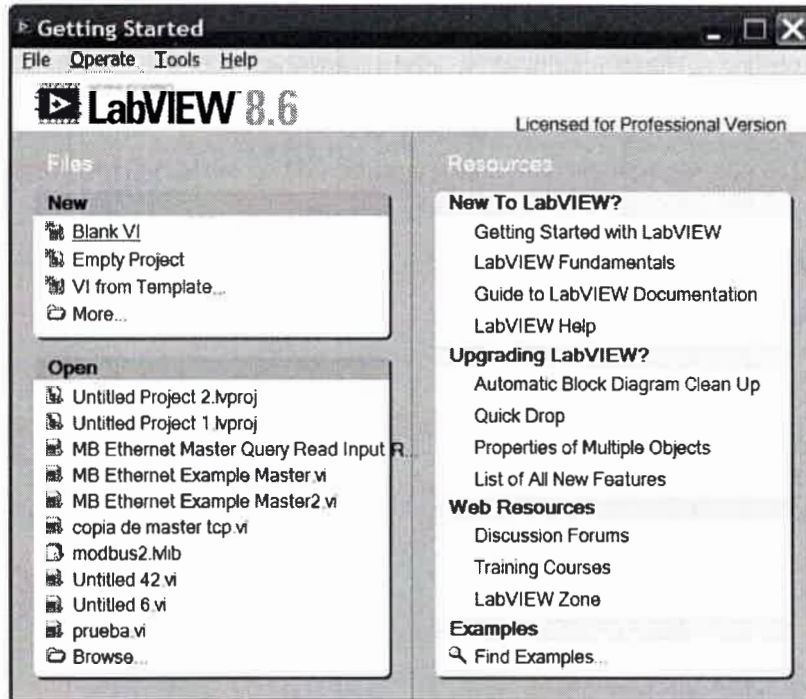 Getting Started
File Operate Tools Help
LabVIEW 8.6
Licensed for Professional Version
Files
New
Blank VI
Empty Project
VI from Template...
More...
Open
Untitled Project 2.lvproj
Untitled Project 1.lvproj
MB Ethernet Master Query Read Input R...
MB Ethernet Example Master.vi
MB Ethernet Example Master2.vi
copia de master tcp.vi
modbus2.lvlib
Untitled 42.vi
Untitled 6.vi
prueba.vi
Browse...
Resources
New To LabVIEW?
Getting Started with LabVIEW
LabVIEW Fundamentals
Guide to LabVIEW Documentation
LabVIEW Help
Upgrading LabVIEW?
Automatic Block Diagram Clean Up
Quick Drop
Properties of Multiple Objects
List of All New Features
Web Resources
Discussion Forums
Training Courses
LabVIEW Zone
Examples
Find Examples...